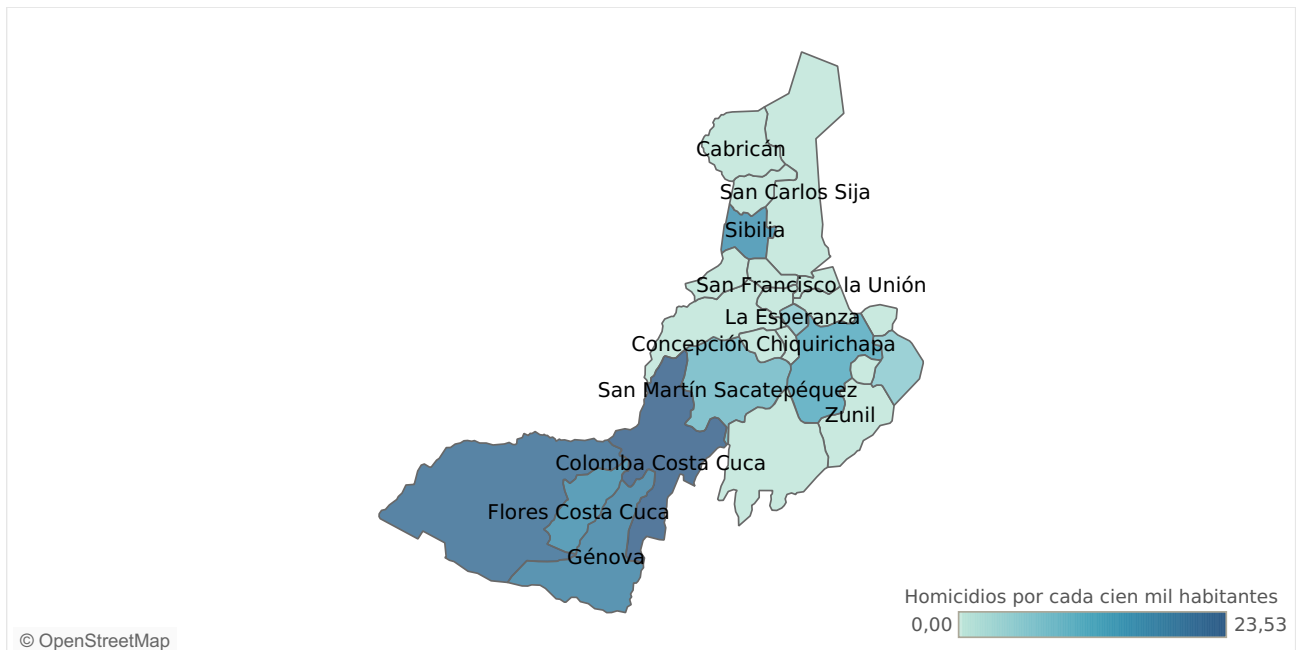 Cabricán
San Carlos Sija
Sibilia
San Francisco la Unión
La Esperanza
Concepción Chiquirichapa
San Martín Sacatepéquez
Zunil
Colomba Costa Cuca
Flores Costa Cuca
Génova
Homicidios por cada cien mil habitantes
0,00 23,53
© OpenStreetMap